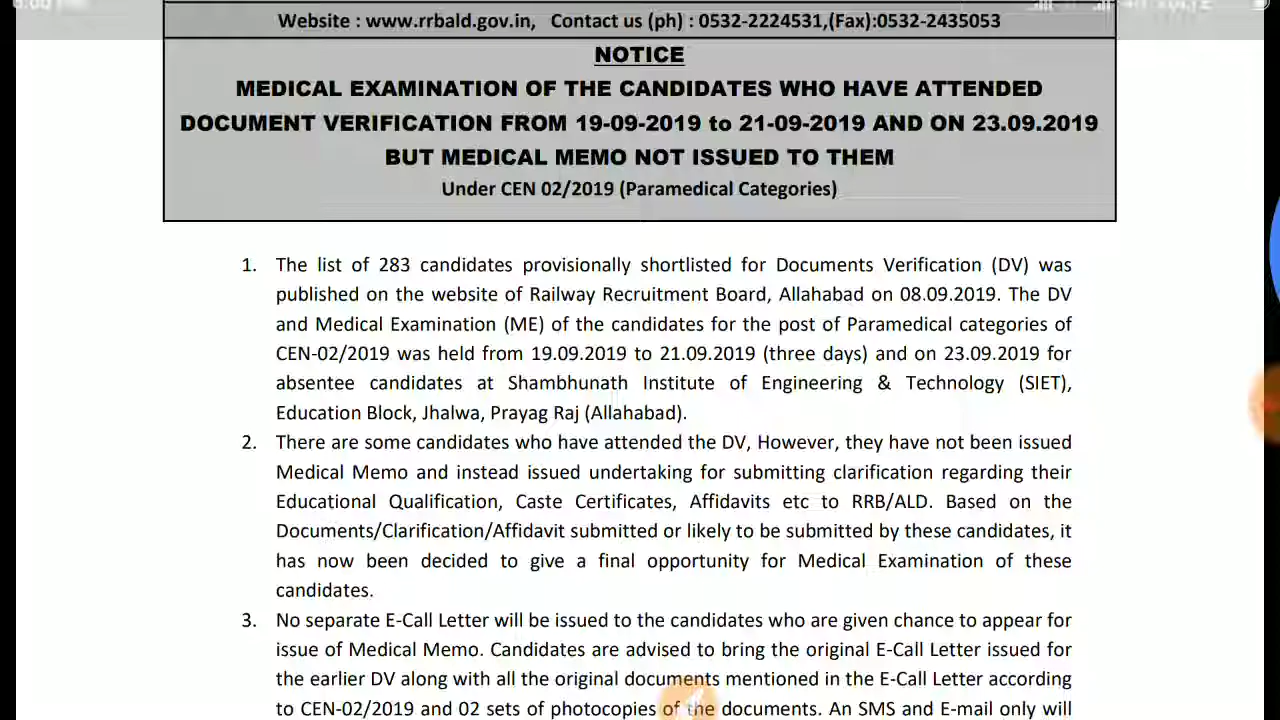 Website : www.rrbald.gov.in, Contact us (ph) : 0532-2224531,(Fax):0532-2435053
NOTICE
MEDICAL EXAMINATION OF THE CANDIDATES WHO HAVE ATTENDED
DOCUMENT VERIFICATION FROM 19-09-2019 to 21-09-2019 AND ON 23.09.2019
BUT MEDICAL MEMO NOT ISSUED TO THEM
Under CEN 02/2019 (Paramedical Categories)
1. The list of 283 candidates provisionally shortlisted for Documents Verification (DV) was
published on the website of Railway Recruitment Board, Allahabad on 08.09.2019. The DV
and Medical Examination (ME) of the candidates for the post of Paramedical categories of
CEN-02/2019 was held from 19.09.2019 to 21.09.2019 (three days) and on 23.09.2019 for
absentee candidates at Shambhunath Institute of Engineering & Technology (SIET),
Education Block, Jhalwa, Prayag Raj (Allahabad).
2. There are some candidates who have attended the DV, However, they have not been issued
Medical Memo and instead issued undertaking for submitting clarification regarding their
Educational Qualification, Caste Certificates, Affidavits etc to RRB/ALD. Based on the
Documents/Clarification/Affidavit submitted or likely to be submitted by these candidates, it
has now been decided to give a final opportunity for Medical Examination of these
candidates.
3. No separate E-Call Letter will be issued to the candidates who are given chance to appear for
issue of Medical Memo. Candidates are advised to bring the original E-Call Letter issued for
the earlier DV along with all the original documents mentioned in the E-Call Letter according
to CEN-02/2019 and 02 sets of photocopies of the documents. An SMS and E-mail only will